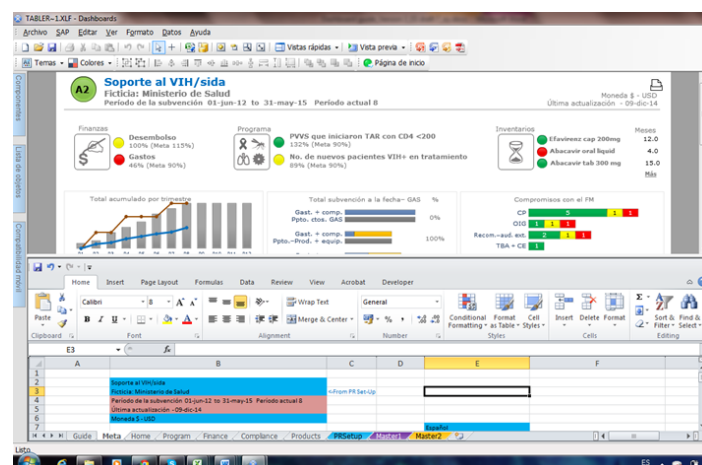 TABLER~1.XLF - Dashboards
Archivo SAP Editar Ver Formato Datos Ayuda
Vistas rápidas Vista previa
Temas Colores Página de inicio
Componentes
Lista de objetos
Compatibilidad móvil
A2
Soporte al VIH/sida
Ficticia: Ministerio de Salud
Periodo de la subvención 01-jun-12 to 31-may-15 Periodo actual 8
Moneda $ - USD
Última actualización - 09-dic-14
Finanzas
Desembolso
100% (Meta 115%)
Gastos
46% (Meta 90%)
Programa
PVVS que iniciaron TAR con CD4 <200
132% (Meta 90%)
No. de nuevos pacientes VIH+ en tratamiento
89% (Meta 90%)
Inventarios
Meses
Efavirenz cap 200mg 12.0
Abacavir oral liquid 4.0
Abacavir tab 300 mg 15.0
Más
Total acumulado por trimestre
Total subvención a la fecha- GAS %
Gast. + comp.
Ppto. ctos. GAS 0%
Gast. + comp.
Ppto.-Prod. + equip. 100%
Compromisos con el FM
CP 5 1 1
OIG 1 1 1
Recom.-aud. ext. 2 1 1
TBA + CE 1
Home Insert Page Layout Formulas Data Review View Acrobat Developer
Paste
Calibri 8
B I U
Wrap Text
Merge & Center
General
Conditional Formatting
Format as Table
Cell Styles
Insert Delete Format
Sort & Filter
Find & Select
Clipboard Font Alignment Number Styles Cells Editing
E3 fx
A B C D E F
1
2 Soporte al VIH/sida
3 Ficticia: Ministerio de Salud <-From PR Set-Up
4 Periodo de la subvención 01-jun-12 to 31-may-15 Periodo actual 8
5 Última actualización -09-dic-14
6 Moneda $ - USD
7 Español
Guide Meta Home Program Finance Compliance Products PRSetup Master1 Master2
Listo
ES